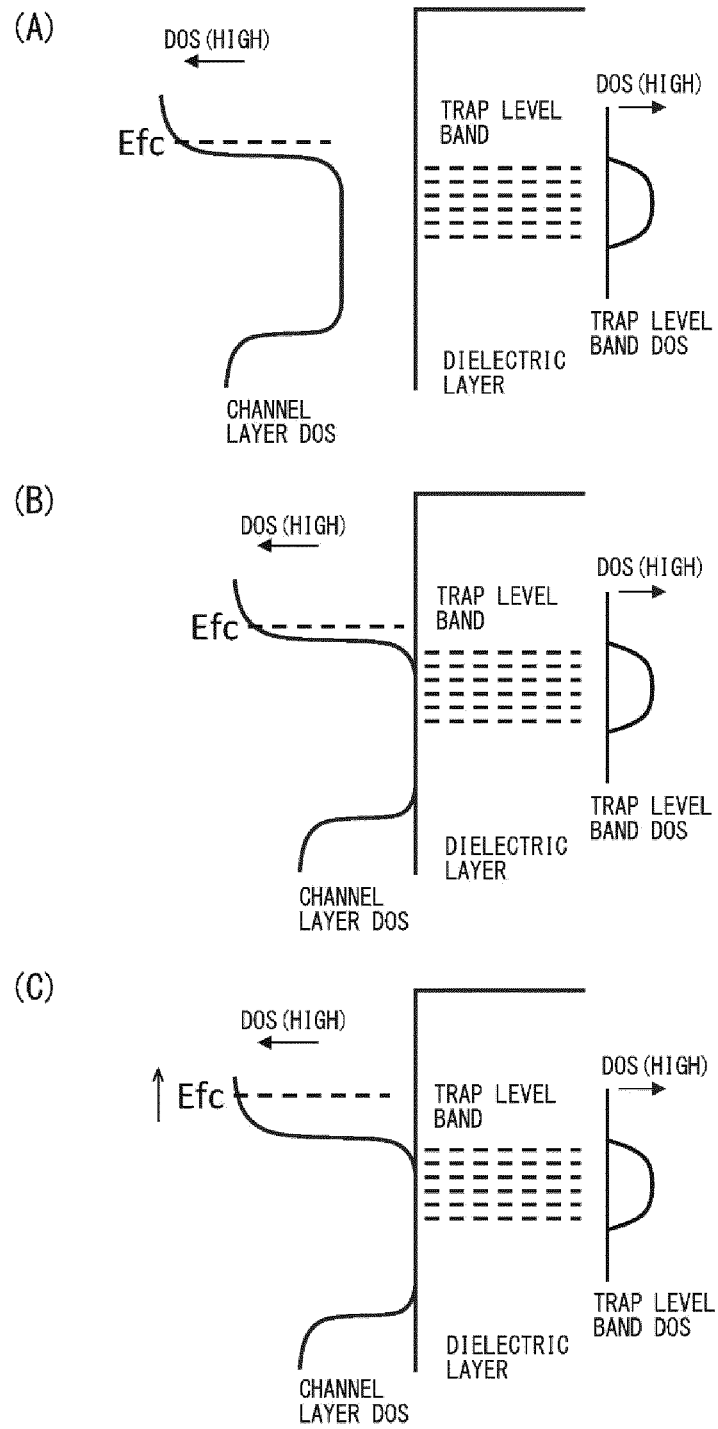 (A)
DOS(HIGH)
Efc
TRAP LEVEL
BAND
DOS(HIGH)
TRAP LEVEL
BAND DOS
DIELECTRIC
LAYER
CHANNEL
LAYER DOS
(B)
DOS(HIGH)
Efc
TRAP LEVEL
BAND
DOS(HIGH)
TRAP LEVEL
BAND DOS
DIELECTRIC
LAYER
CHANNEL
LAYER DOS
(C)
DOS(HIGH)
Efc
TRAP LEVEL
BAND
DOS(HIGH)
TRAP LEVEL
BAND DOS
DIELECTRIC
LAYER
CHANNEL
LAYER DOS